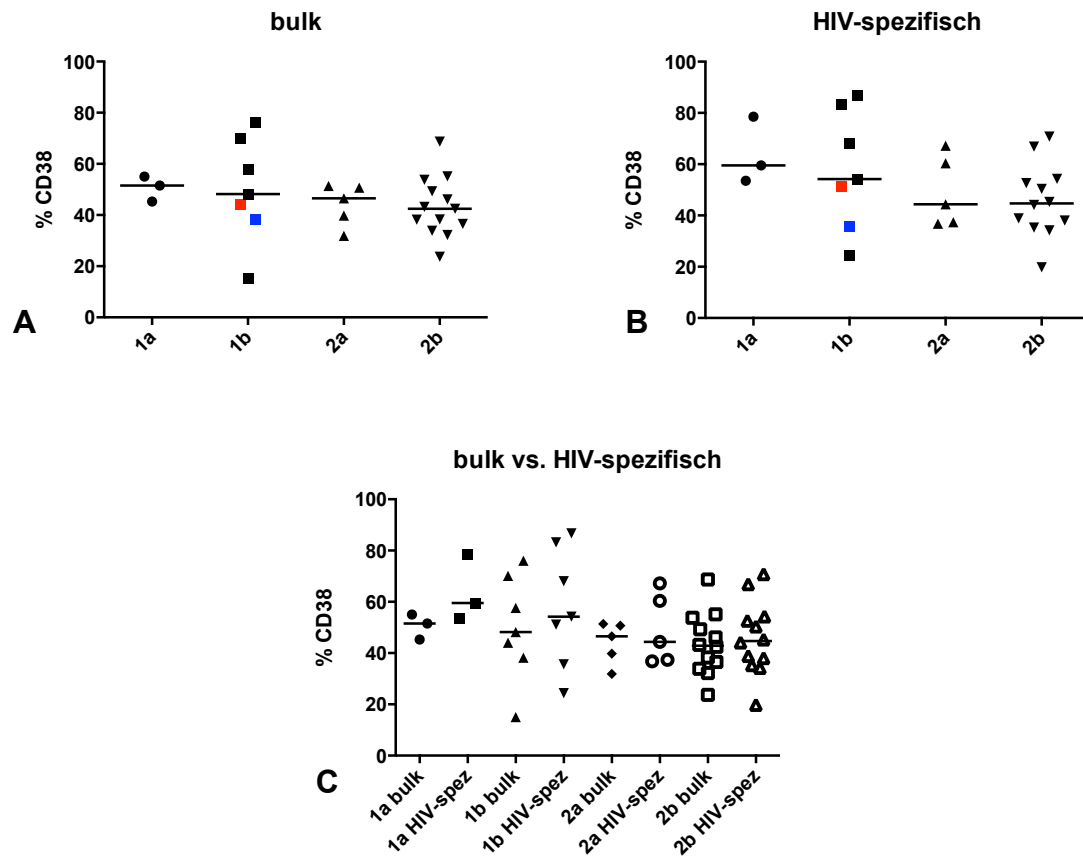 bulk
% CD38
100
80
60
40
20
0
1a
1b
2a
2b
A
HIV-spezifisch
% CD38
100
80
60
40
20
0
1a
1b
2a
2b
B
bulk vs. HIV-spezifisch
% CD38
100
80
60
40
20
0
1a bulk
1a HIV-spez
1b bulk
1b HIV-spez
2a bulk
2a HIV-spez
2b bulk
2b HIV-spez
C